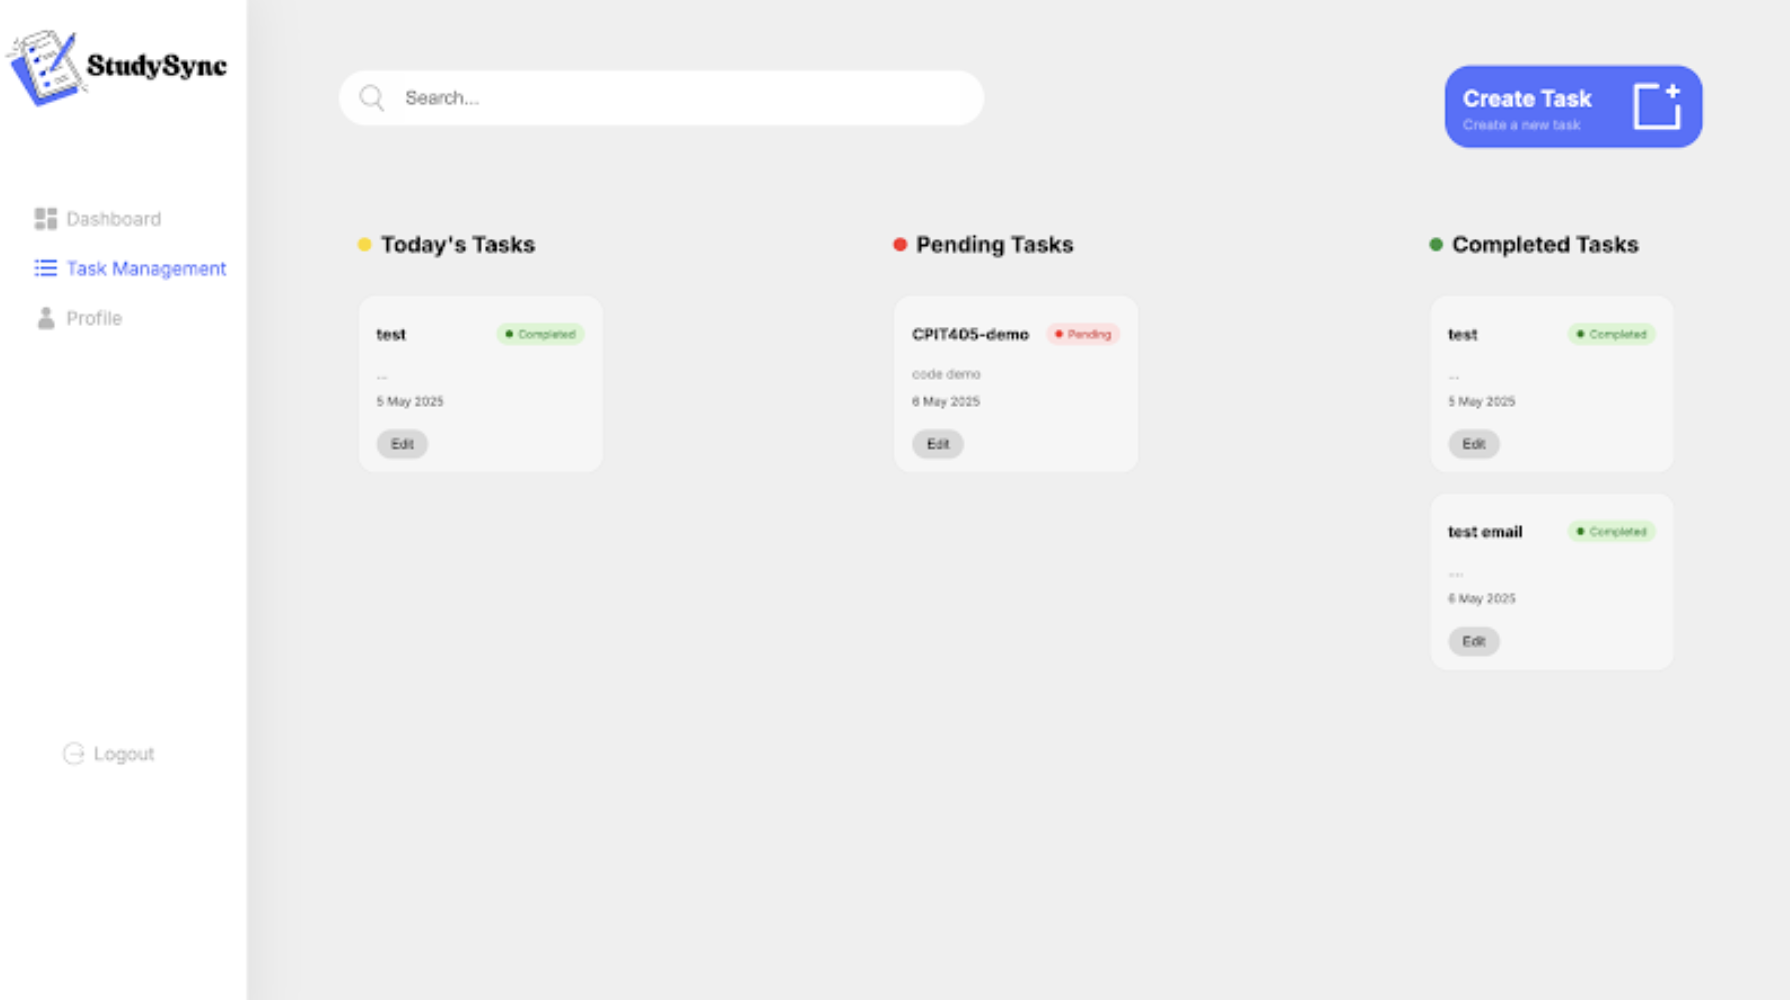 StudySync
Dashboard
Task Management
Profile
Logout
Search...
Create Task
Create a new task
Today's Tasks
test
Completed
...
5 May 2025
Edit
Pending Tasks
CPIT405-demo
Pending
code demo
6 May 2025
Edit
Completed Tasks
test
Completed
...
5 May 2025
Edit
test email
Completed
....
6 May 2025
Edit